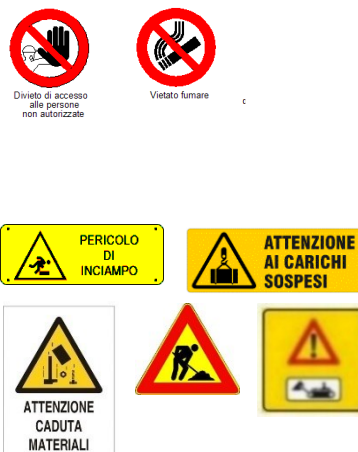 Divieto di accesso
alle persone
non autorizzate
Vietato fumare
PERICOLO
DI
INCIAMPO
ATTENZIONE
AI CARICHI
SOSPESI
ATTENZIONE
CADUTA
MATERIALI